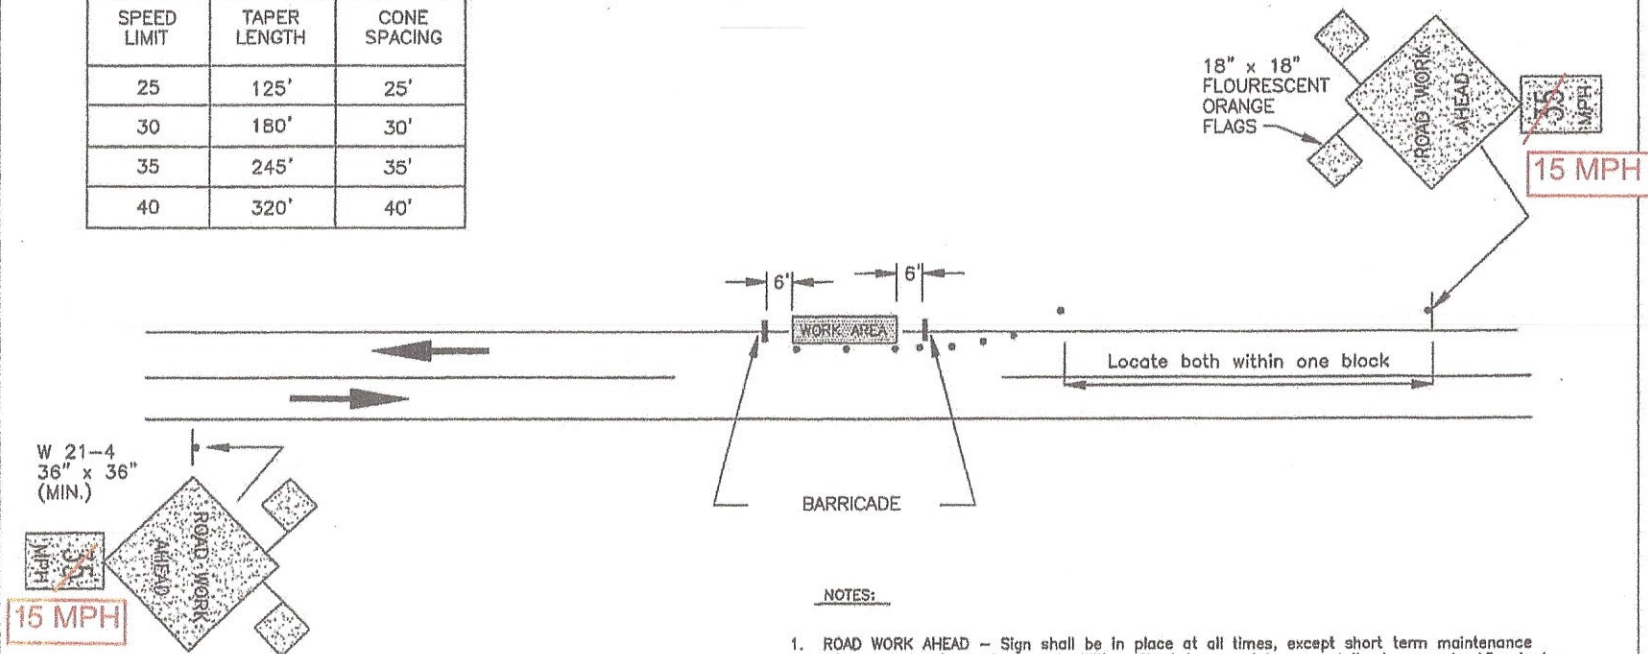 SPEED LIMIT TAPER LENGTH CONE SPACING
25 125' 25'
30 180' 30'
35 245' 35'
40 320' 40'
18" x 18"
FLOURESCENT
ORANGE
FLAGS
ROAD WORK
AHEAD
35
MPH
15 MPH
6'
6'
WORK AREA
Locate both within one block
W 21-4
36" x 36"
(MIN.)
BARRICADE
ROAD WORK
AHEAD
35
MPH
15 MPH
NOTES:
1. ROAD WORK AHEAD – Sign shall be in place at all times, except short term maintenance